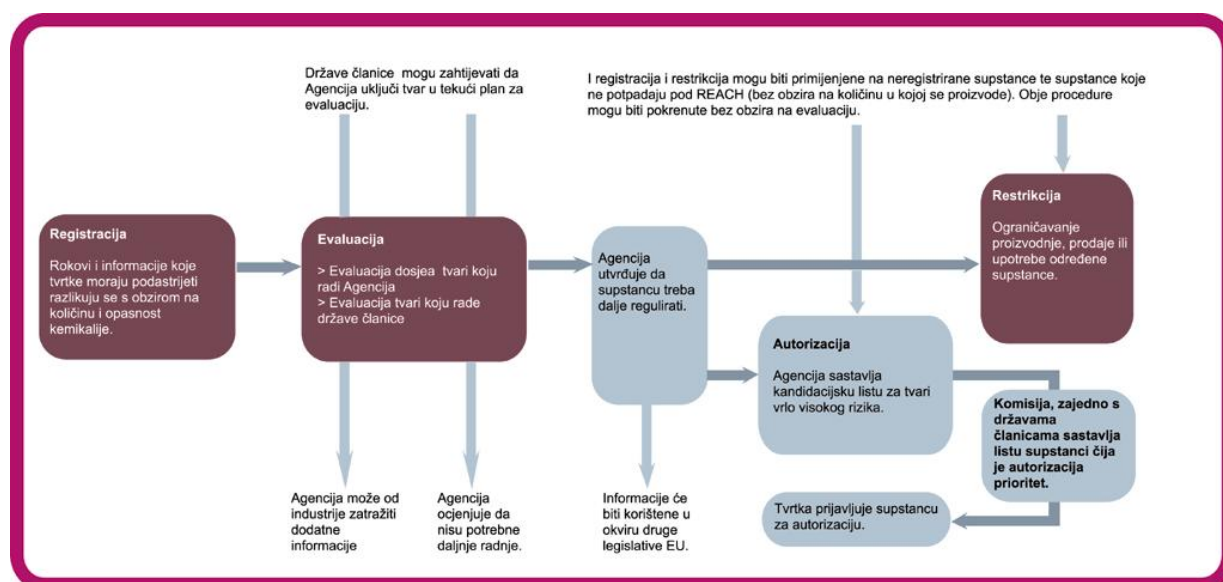 Države članice mogu zahtijevati da
Agencija uključi tvar u tekući plan za
evaluaciju.
I registracija i restrikcija mogu biti primijenjene na neregistrirane supstance te supstance koje
ne potpadaju pod REACH (bez obzira na količinu u kojoj se proizvode). Obje procedure
mogu biti pokrenute bez obzira na evaluaciju.
Registracija
Rokovi i informacije koje
tvrtke moraju podastrijeti
razlikuju se s obzirom na
količinu i opasnost
kemikalije.
Evaluacija
> Evaluacija dosjea tvari koju
radi Agencija
> Evaluacija tvari koju rade
države članice
Agencija
utvrđuje da
supstancu treba
dalje regulirati.
Restrikcija
Ograničavanje
proizvodnje, prodaje ili
upotrebe određene
supstance.
Autorizacija
Agencija sastavlja
kandidacijsku listu za tvari
vrlo visokog rizika.
Komisija, zajedno s
državama
članicama sastavlja
listu supstanci čija
je autorizacija
prioritet.
Tvrtka prijavljuje supstancu
za autorizaciju.
Agencija može od
industrije zatražiti
dodatne
informacije
Agencija
ocjenjuje da
nisu potrebne
daljnje radnje.
Informacije će
biti korištene u
okviru druge
legislative EU.